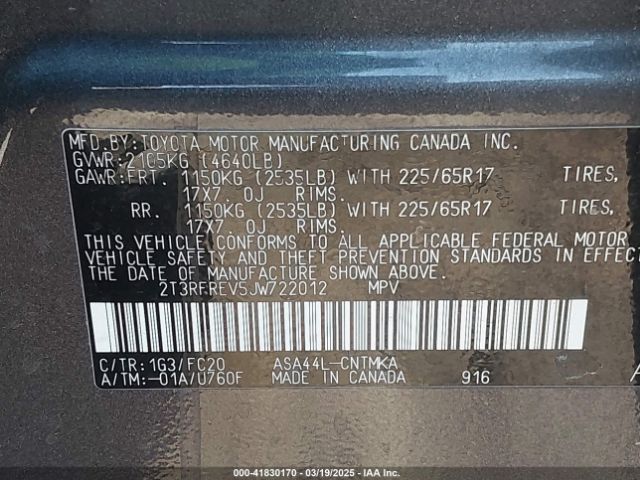 MFD.BY:TOYOTA MOTOR MANUFACTURING CANADA INC.
GVWR:2105KG (4640LB)
GAWR:FRT. 1150KG (2535LB) WITH 225/65R17 TIRES,
17X7.0J RIMS.
RR. 1150KG (2535LB) WITH 225/65R17 TIRES,
17X7.0J RIMS.
THIS VEHICLE CONFORMS TO ALL APPLICABLE FEDERAL MOTOR
VEHICLE SAFETY AND THEFT PREVENTION STANDARDS IN EFFECT
THE DATE OF MANUFACTURE SHOWN ABOVE.
2T3RFREV5JW722012 MPV
C/TR:1G3/FC20 ASA44L-CNTMKA
A/TM:-01A/U760F MADE IN CANADA 916
000-41830170 — 03/19/2025 — IAA Inc.